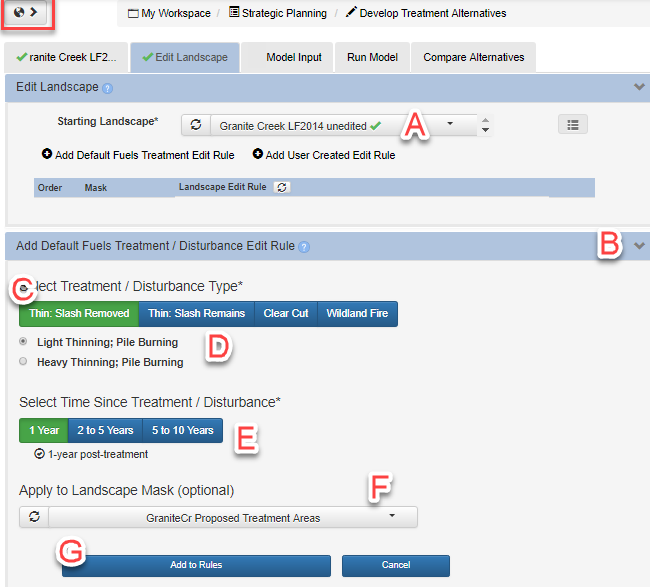 My Workspace / Strategic Planning / Develop Treatment Alternatives
ranite Creek LF2... Edit Landscape Model Input Run Model Compare Alternatives
Edit Landscape ?
Starting Landscape* Granite Creek LF2014 unedited A
Add Default Fuels Treatment Edit Rule Add User Created Edit Rule
Order Mask Landscape Edit Rule
Add Default Fuels Treatment / Disturbance Edit Rule ? B
C lect Treatment / Disturbance Type*
Thin: Slash Removed Thin: Slash Remains Clear Cut Wildland Fire
Light Thinning; Pile Burning D
Heavy Thinning; Pile Burning
Select Time Since Treatment / Disturbance*
1 Year 2 to 5 Years 5 to 10 Years E
1-year post-treatment
Apply to Landscape Mask (optional) F
GraniteCr Proposed Treatment Areas
G Add to Rules Cancel